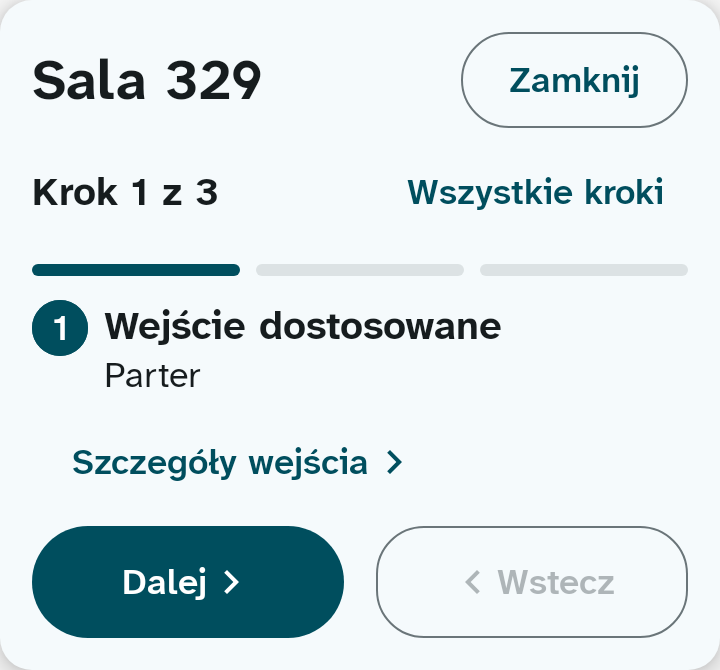 Sala 329
Zamknij
Krok 1 z 3
Wszystkie kroki
1 Wejście dostosowane
Parter
Szczegóły wejścia
Dalej
Wstecz